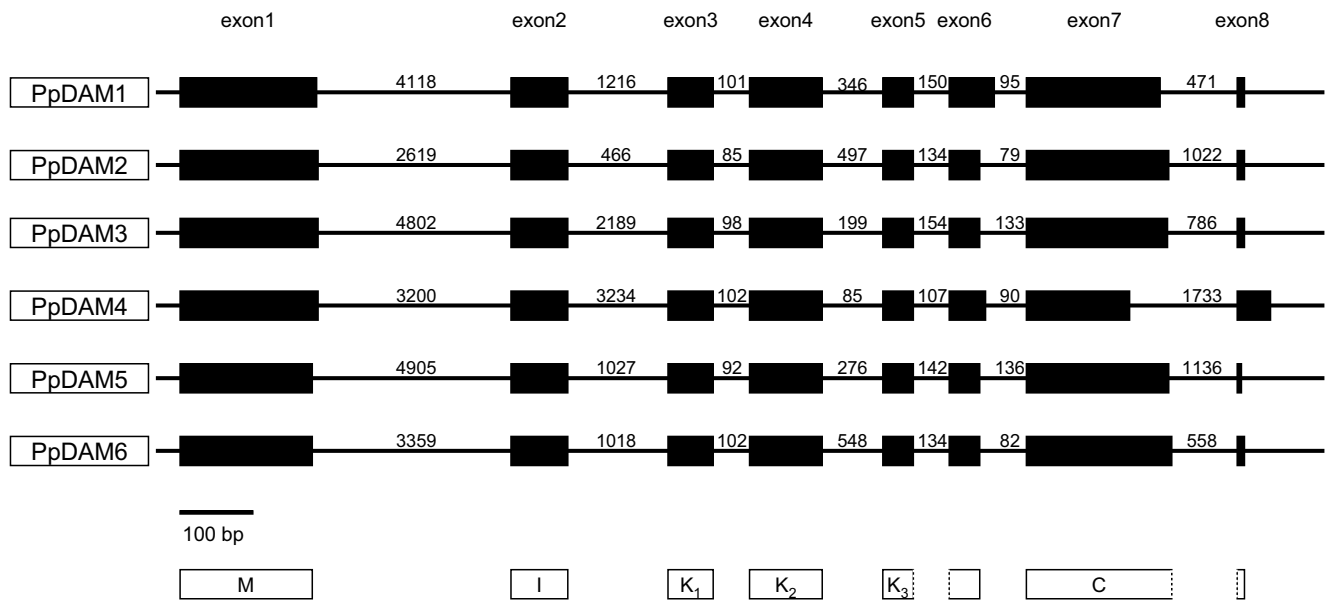 exon1 exon2 exon3 exon4 exon5 exon6 exon7 exon8
PpDAM1 4118 1216 101 346 150 95 471
PpDAM2 2619 466 85 497 134 79 1022
PpDAM3 4802 2189 98 199 154 133 786
PpDAM4 3200 3234 102 85 107 90 1733
PpDAM5 4905 1027 92 276 142 136 1136
PpDAM6 3359 1018 102 548 134 82 558
100 bp
M I K₁ K₂ K₃ C